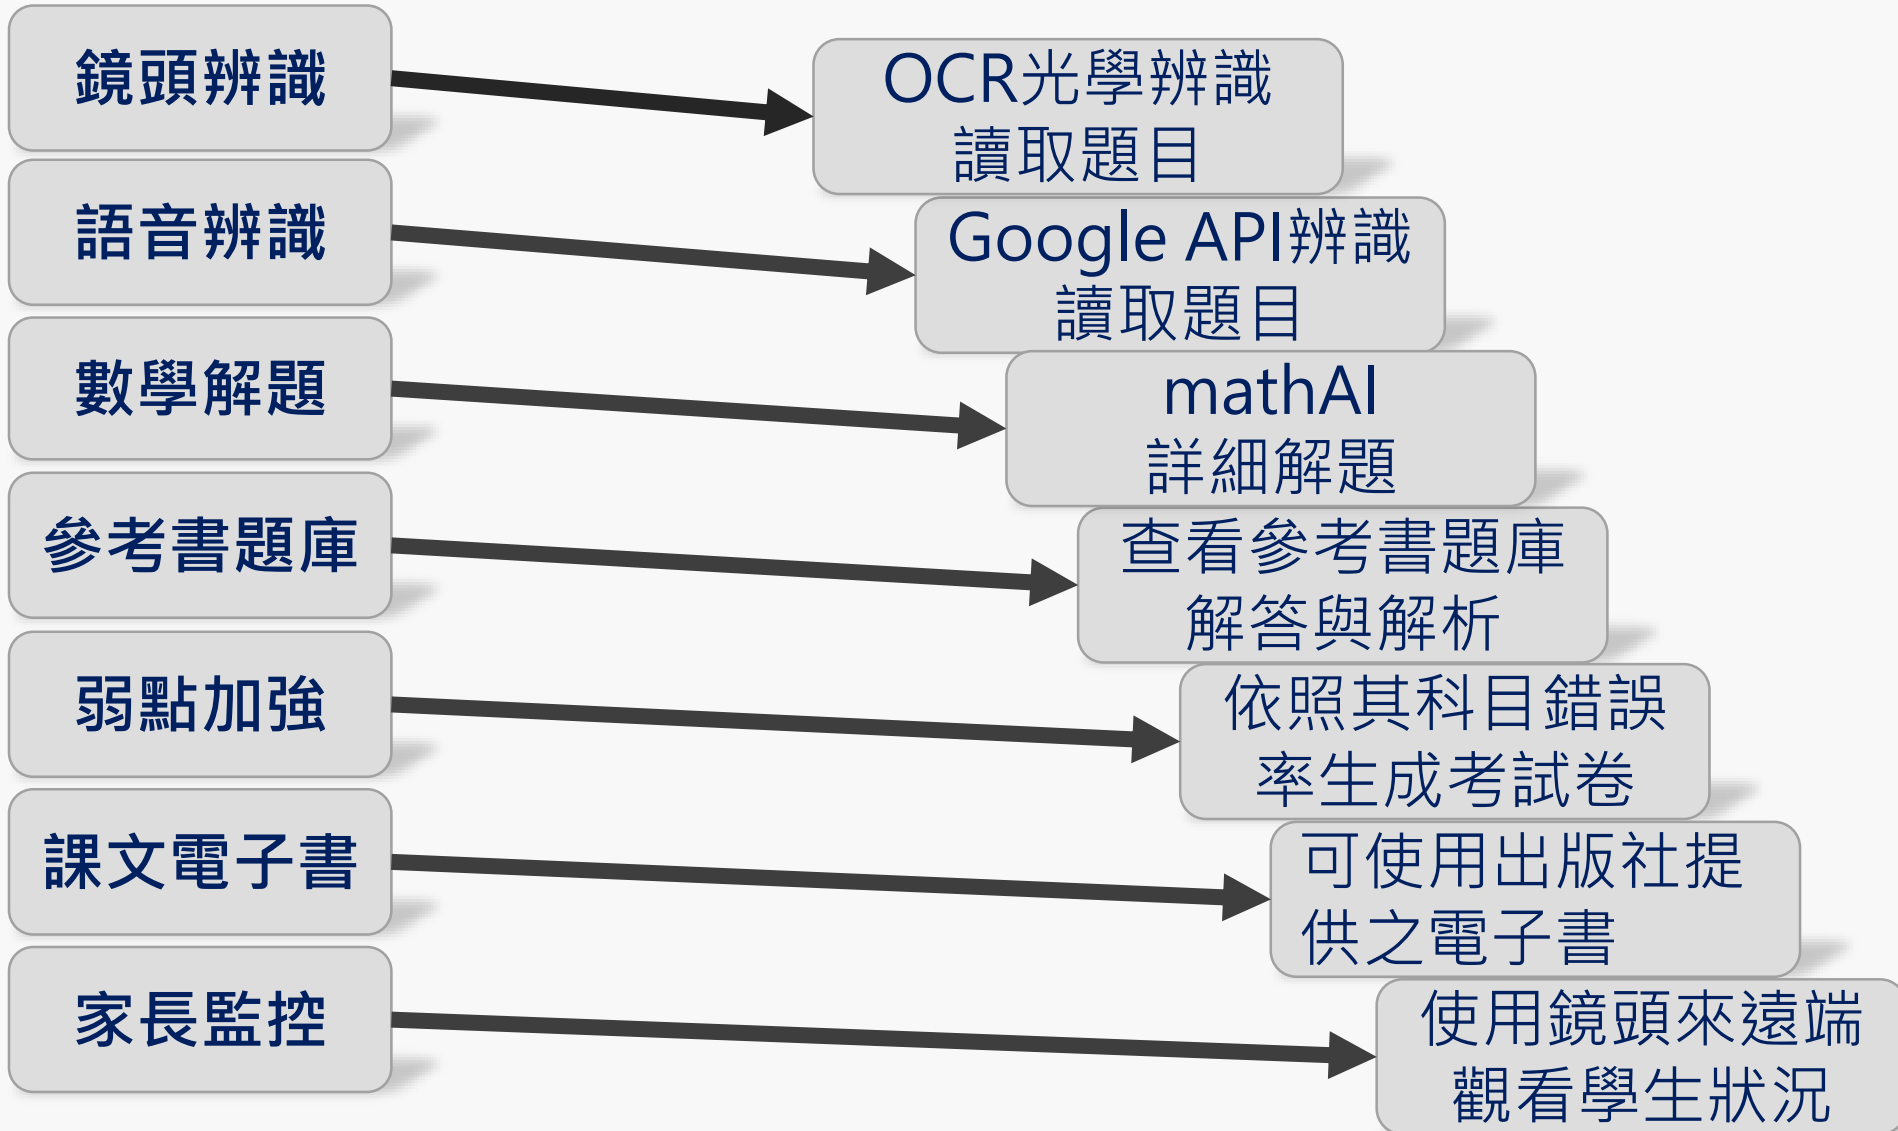 鏡頭辨識
OCR光學辨識
讀取題目
語音辨識
Google API辨識
讀取題目
數學解題
mathAI
詳細解題
參考書題庫
查看參考書題庫
解答與解析
弱點加強
依照其科目錯誤
率生成考試卷
課文電子書
可使用出版社提
供之電子書
家長監控
使用鏡頭來遠端
觀看學生狀況